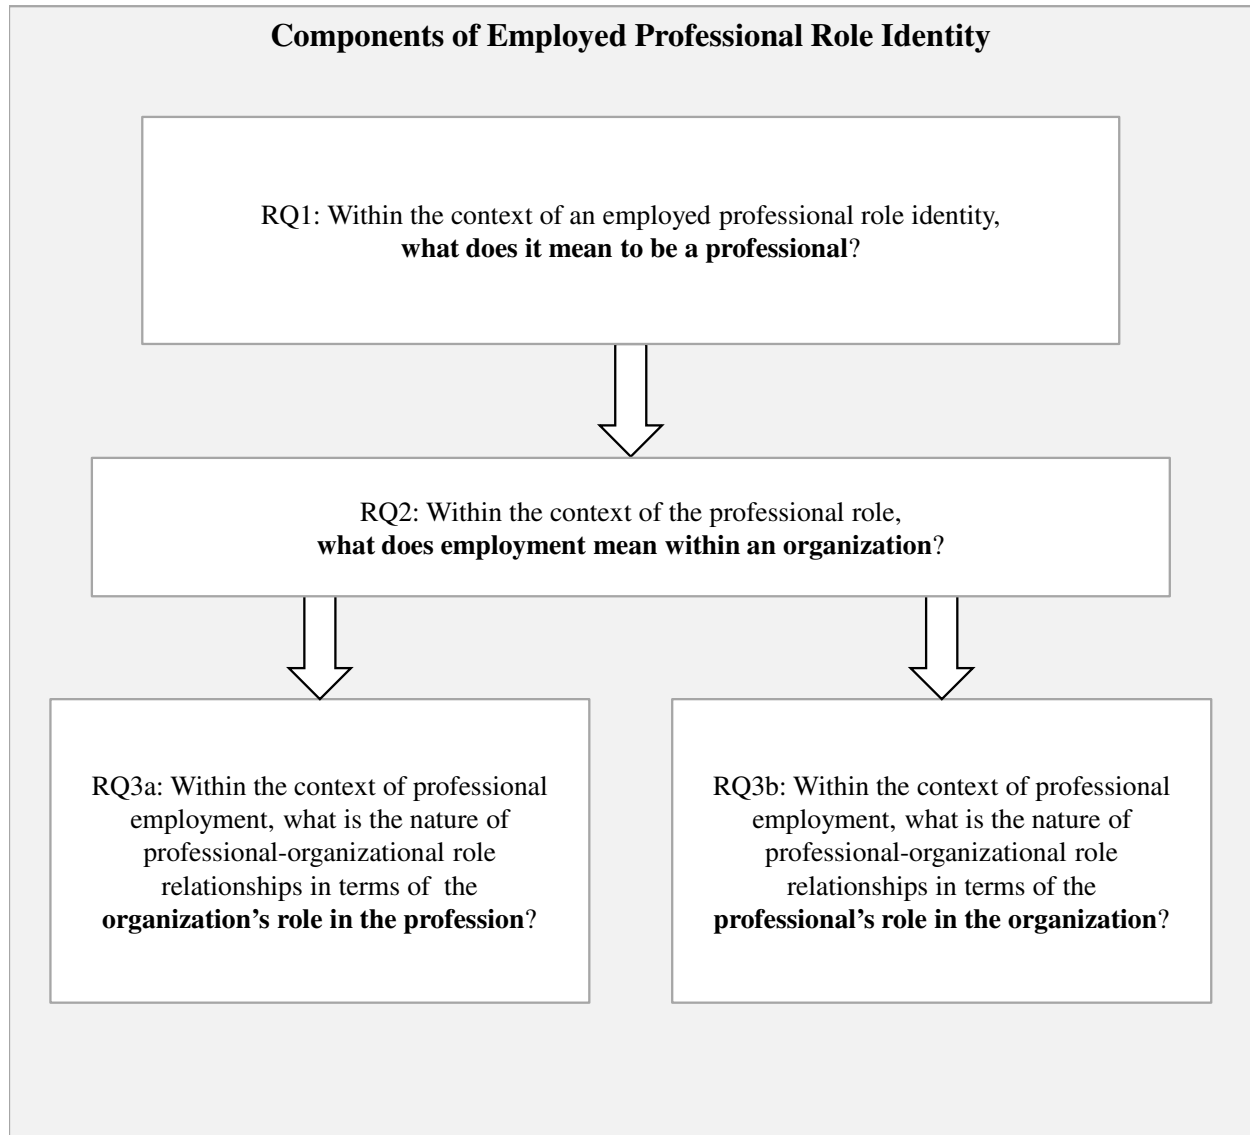 Components of Employed Professional Role Identity
RQ1: Within the context of an employed professional role identity,
what does it mean to be a professional?
RQ2: Within the context of the professional role,
what does employment mean within an organization?
RQ3a: Within the context of professional
employment, what is the nature of
professional-organizational role
relationships in terms of the
organization’s role in the profession?
RQ3b: Within the context of professional
employment, what is the nature of
professional-organizational role
relationships in terms of the
professional’s role in the organization?